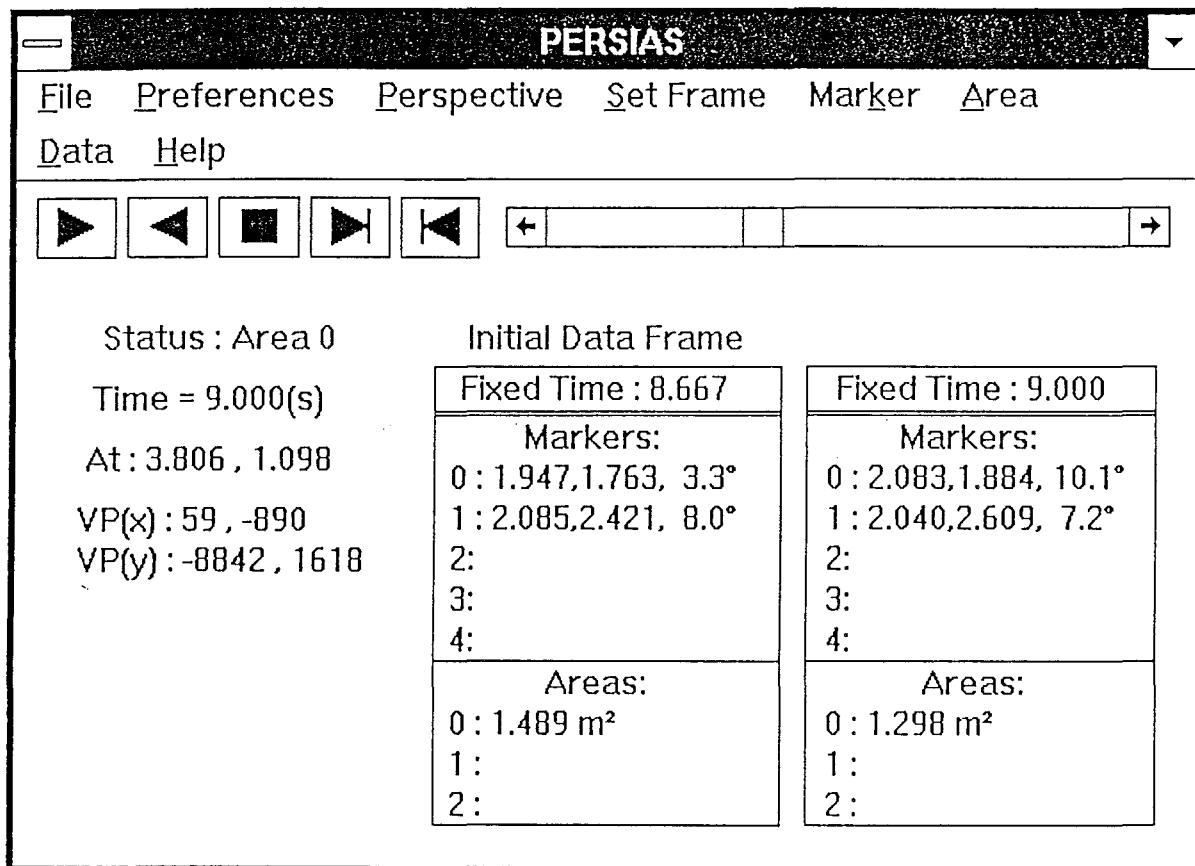 PERSIAS
File Preferences Perspective Set Frame Marker Area
Data Help
Status : Area 0
Time = 9.000(s)
At : 3.806 , 1.098
VP(x) : 59 , -890
VP(y) : -8842 , 1618
Initial Data Frame
Fixed Time : 8.667
Markers:
0 : 1.947,1.763, 3.3°
1 : 2.085,2.421, 8.0°
2:
3:
4:
Areas:
0 : 1.489 m²
1 :
2 :
Fixed Time : 9.000
Markers:
0 : 2.083,1.884, 10.1°
1 : 2.040,2.609, 7.2°
2:
3:
4:
Areas:
0 : 1.298 m²
1 :
2 :